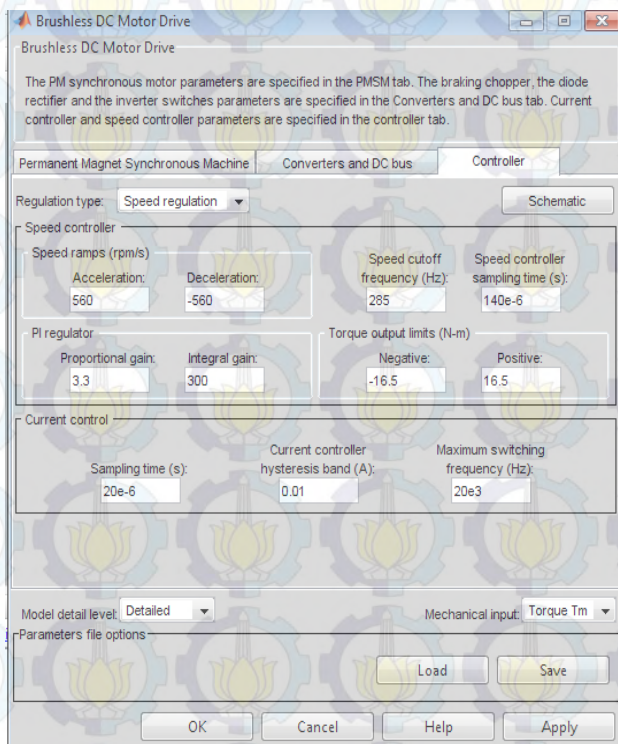 Brushless DC Motor Drive
Brushless DC Motor Drive
The PM synchronous motor parameters are specified in the PMSM tab. The braking chopper, the diode
rectifier and the inverter switches parameters are specified in the Converters and DC bus tab. Current
controller and speed controller parameters are specified in the controller tab.
Permanent Magnet Synchronous Machine Converters and DC bus Controller
Regulation type: Speed regulation Schematic
Speed controller
Speed ramps (rpm/s) Speed cutoff Speed controller
Acceleration: Deceleration: frequency (Hz): sampling time (s):
560 -560 285 140e-6
PI regulator Torque output limits (N-m)
Proportional gain: Integral gain: Negative: Positive:
3.3 300 -16.5 16.5
Current control
Current controller Maximum switching
Sampling time (s): hysteresis band (A): frequency (Hz):
20e-6 0.01 20e3
Model detail level: Detailed Mechanical input: Torque Tm
Parameters file options
Load Save
OK Cancel Help Apply